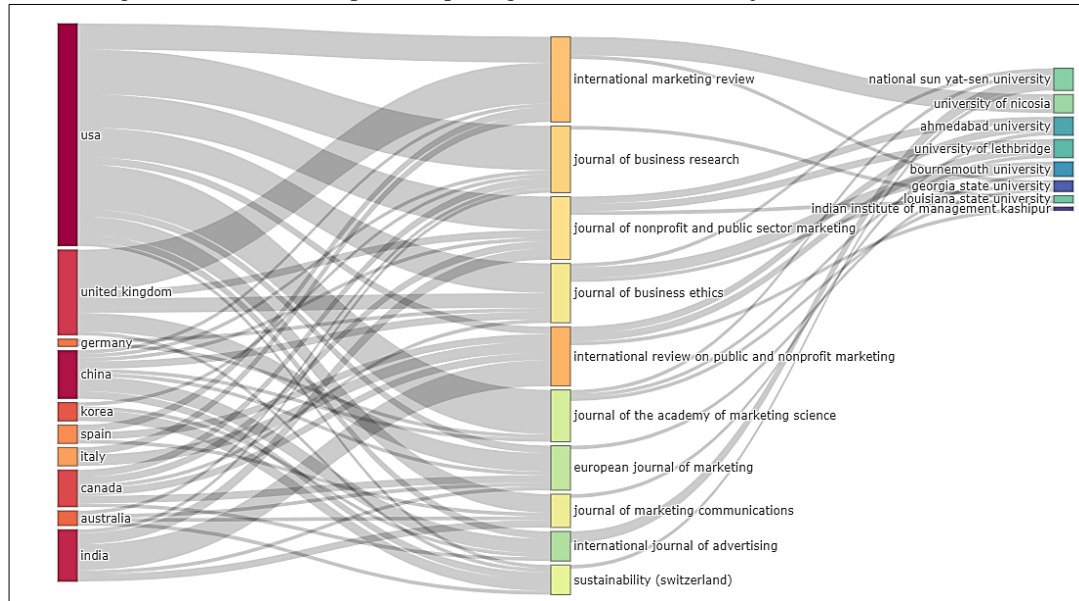 usa
united kingdom
germany
china
korea
spain
italy
canada
australia
india
international marketing review
journal of business research
journal of nonprofit and public sector marketing
journal of business ethics
international review on public and nonprofit marketing
journal of the academy of marketing science
european journal of marketing
journal of marketing communications
international journal of advertising
sustainability (switzerland)
national sun yat-sen university
university of nicosia
ahmedabad university
university of lethbridge
bournemouth university
georgia state university
louisiana state university
indian institute of management kashipur